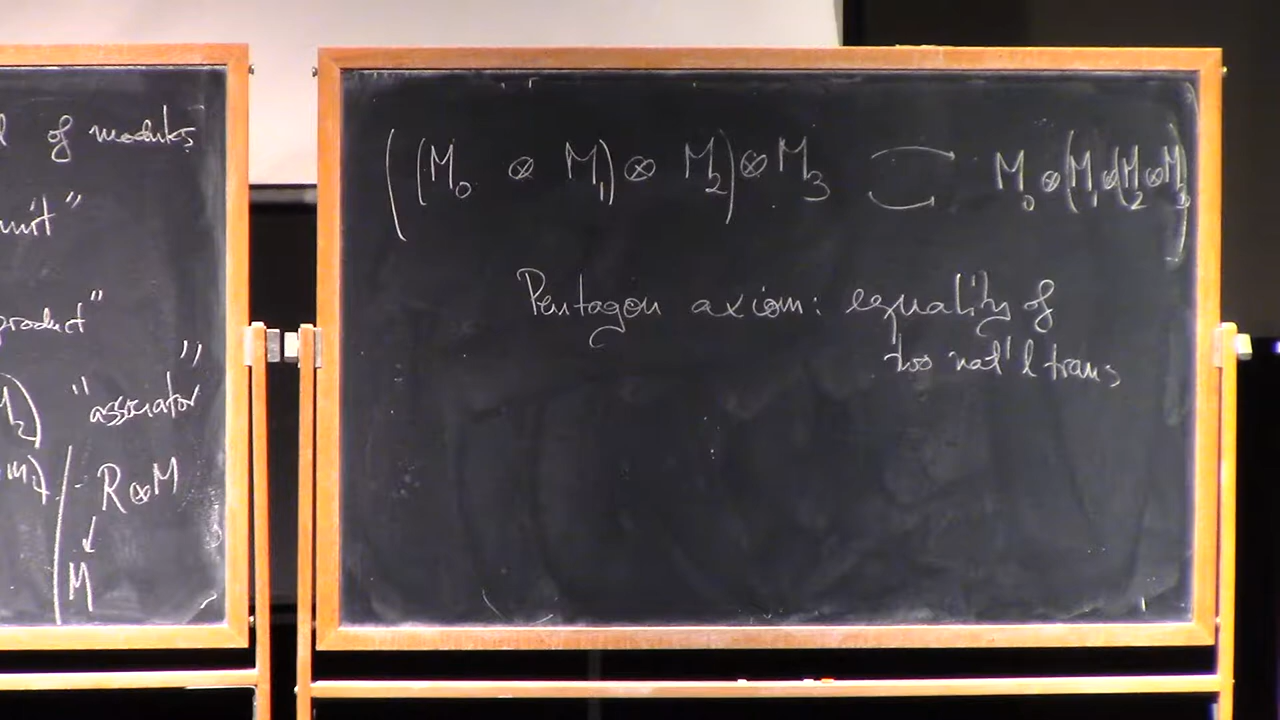 of modules
unit"
product"
"associator"
M₂)
R⊗M
↓
M
((M₀ ⊗ M₁) ⊗ M₂) ⊗ M₃ ⇄ M₀ ⊗ (M₁ ⊗ (M₂ ⊗ M₃))
Pentagon axiom: equality of
two nat'l trans